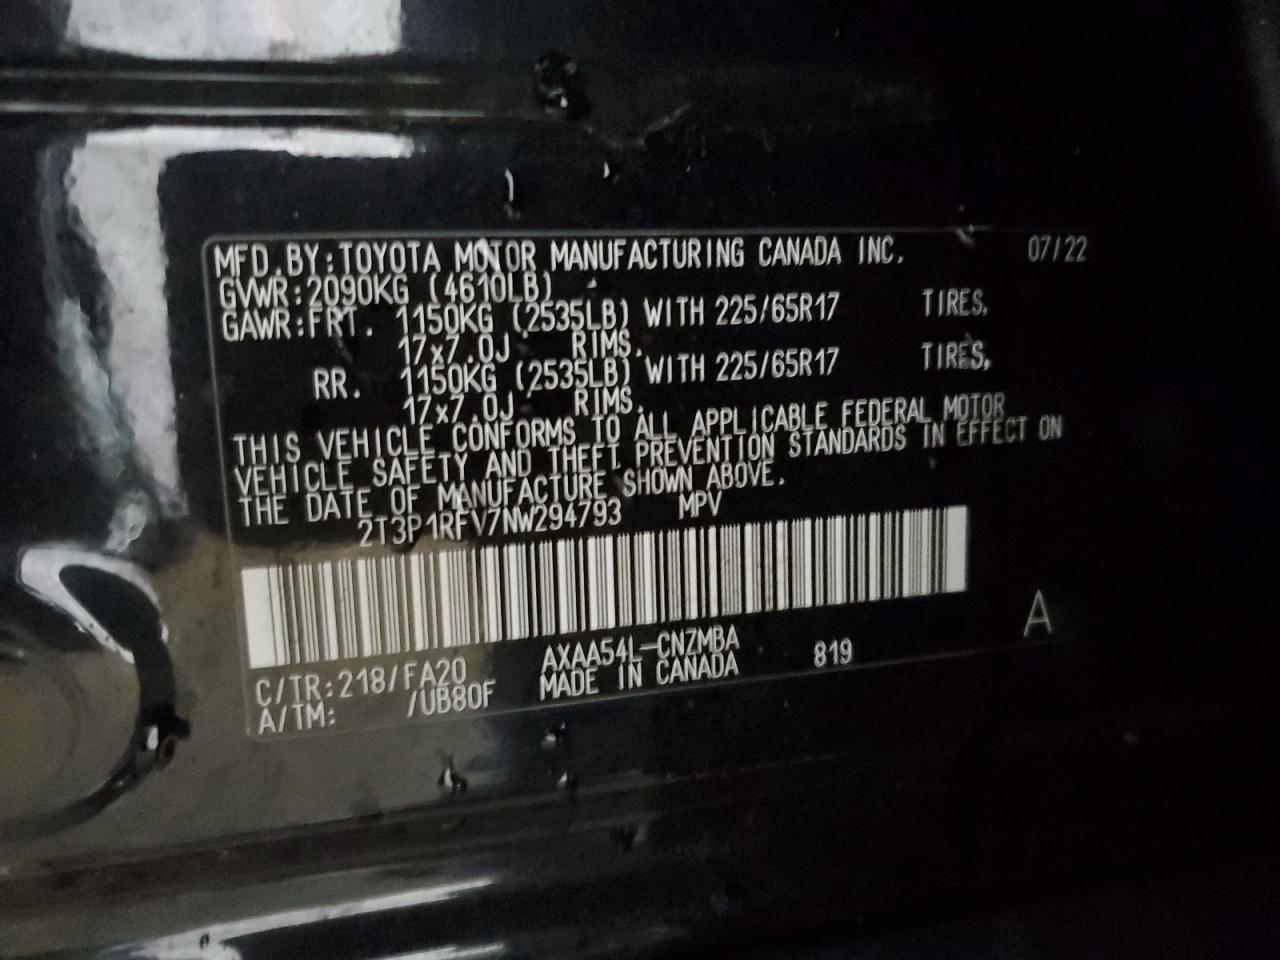 MFD.BY:TOYOTA MOTOR MANUFACTURING CANADA INC. 07/22
GVWR:2090KG (4610LB)
GAWR:FRT. 1150KG (2535LB) WITH 225/65R17 TIRES,
17x7.0J RIMS.
RR. 1150KG (2535LB) WITH 225/65R17 TIRES,
17x7.0J RIMS.
THIS VEHICLE CONFORMS TO ALL APPLICABLE FEDERAL MOTOR
VEHICLE SAFETY AND THEFT PREVENTION STANDARDS IN EFFECT ON
THE DATE OF MANUFACTURE SHOWN ABOVE.
2T3P1RFV7NW294793 MPV
A
C/TR:218/FA20 AXAA54L-CNZMBA 819
A/TM: /UB80F MADE IN CANADA